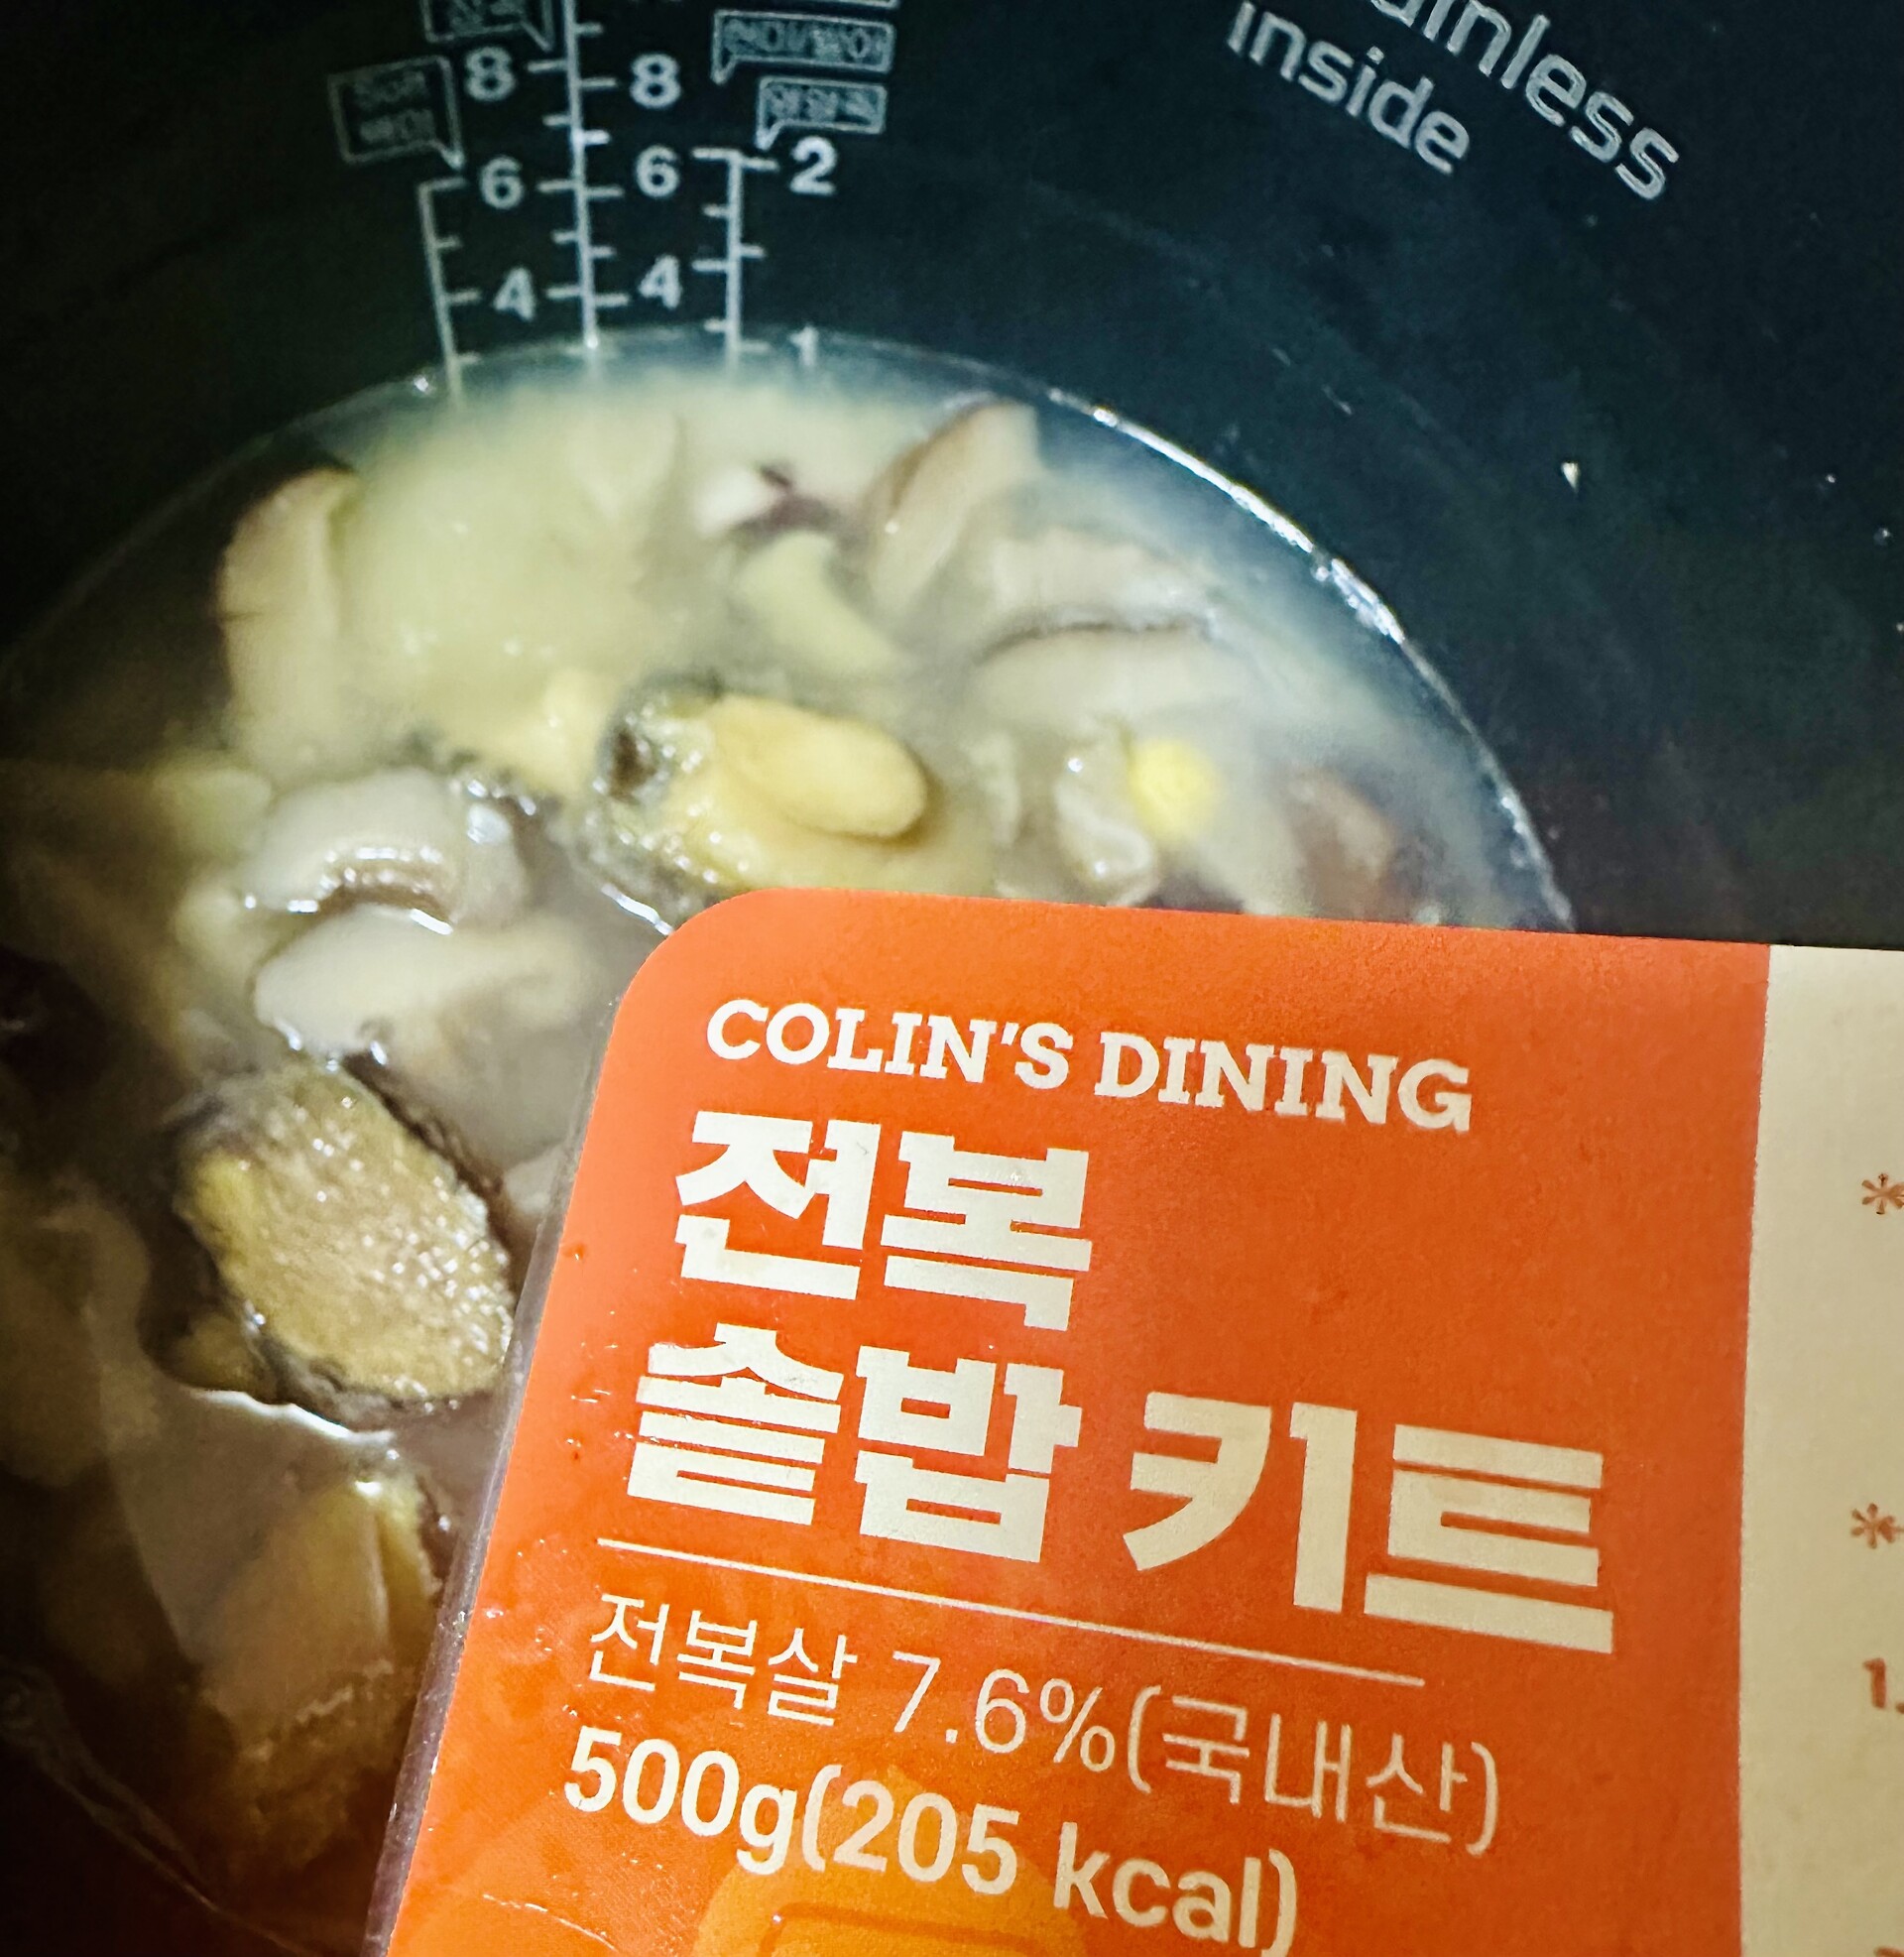 inside
8 8
6 6 2
4 4
1
COLIN'S DINING
전복
솥밥 키트
전복살 7.6%(국내산)
500g(205 kcal)
*
*
1.